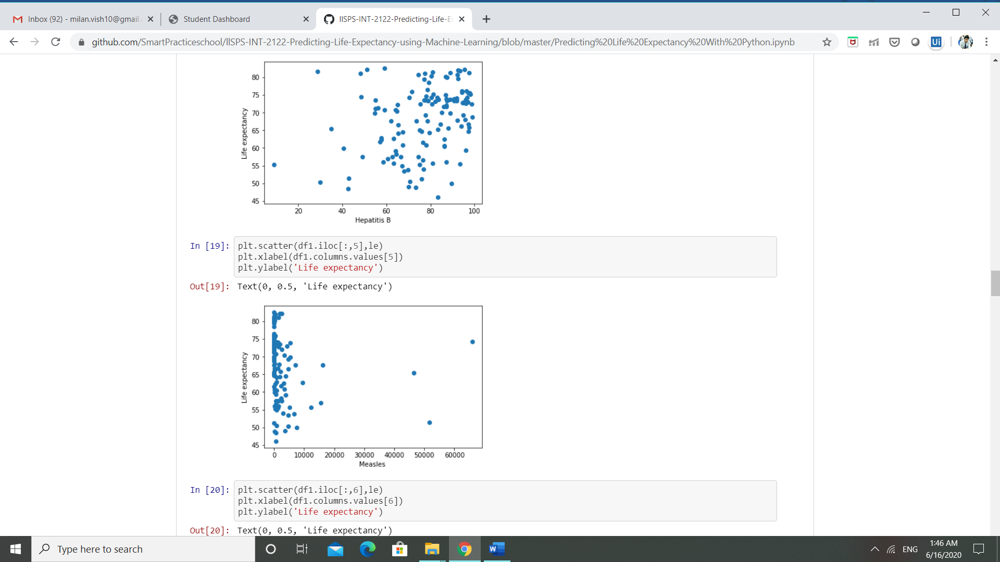 Inbox (92) - milan.vish10@gmail.
Student Dashboard
llSPS-INT-2122-Predicting-Life-E
github.com/SmartPracticeschool/llSPS-INT-2122-Predicting-Life-Expectancy-using-Machine-Learning/blob/master/Predicting%20Life%20Expectancy%20With%20Python.ipynb
Ui
80
75
70
65
60
55
50
45
Life expectancy
20 40 60 80 100
Hepatitis B
In [19]: plt.scatter(df1.iloc[:,5],le)
plt.xlabel(df1.columns.values[5])
plt.ylabel('Life expectancy')
Out[19]: Text(0, 0.5, 'Life expectancy')
80
75
70
65
60
55
50
45
Life expectancy
0 10000 20000 30000 40000 50000 60000
Measles
In [20]: plt.scatter(df1.iloc[:,6],le)
plt.xlabel(df1.columns.values[6])
plt.ylabel('Life expectancy')
Out[20]: Text(0, 0.5, 'Life expectancy')
Type here to search
W
ENG
1:46 AM
6/16/2020